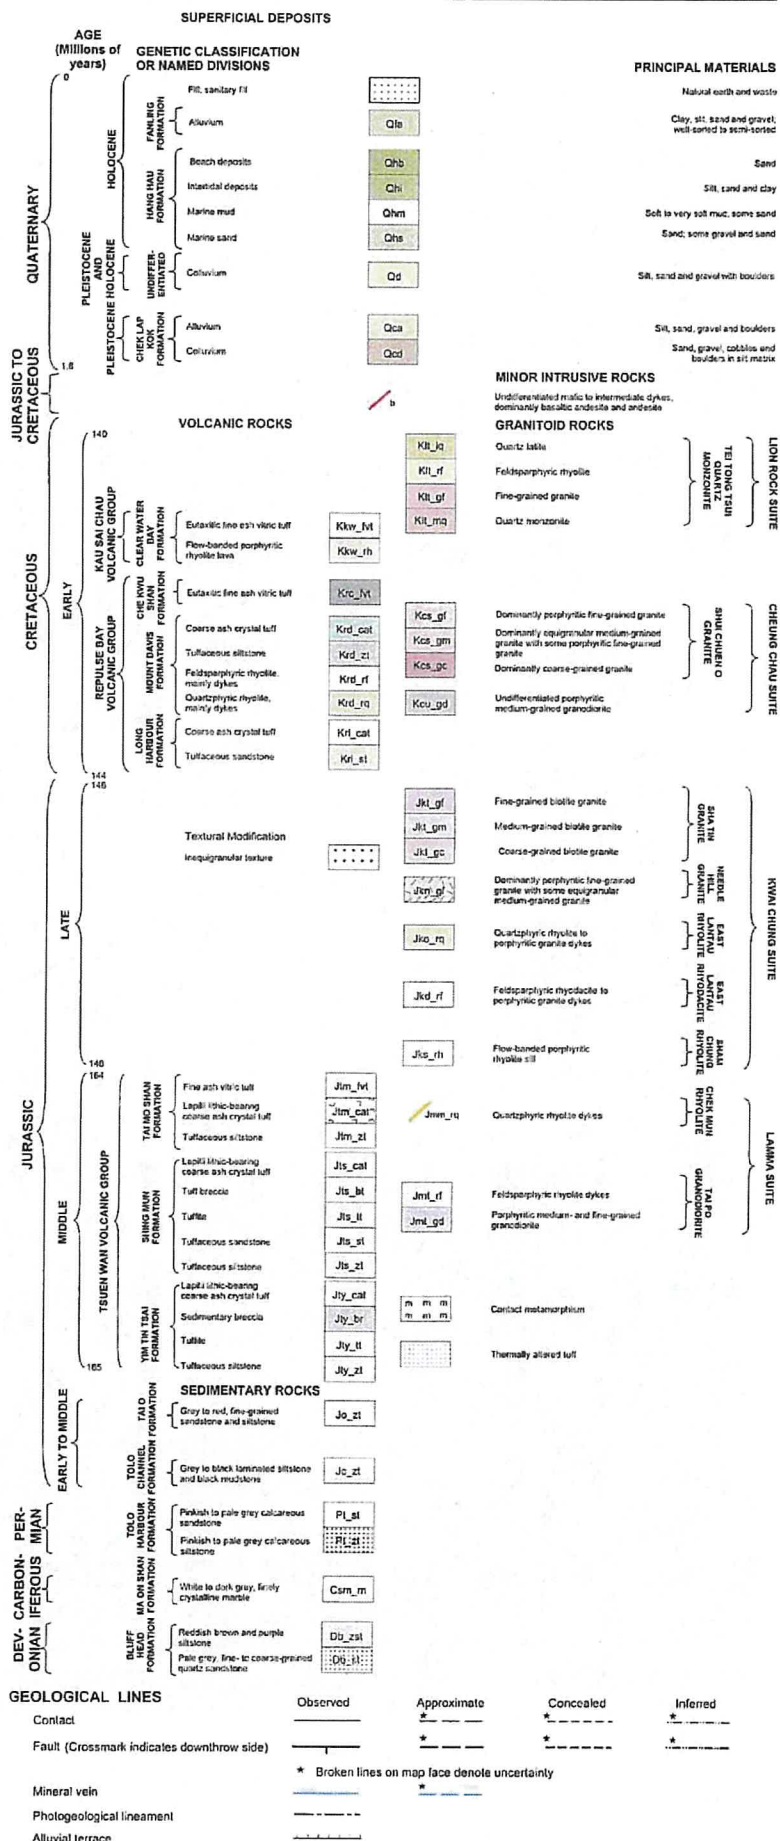 SUPERFICIAL DEPOSITS
AGE
(Millions of
years)
GENETIC CLASSIFICATION
OR NAMED DIVISIONS
PRINCIPAL MATERIALS
0
QUATERNARY
HOLOCENE
Fill, sanitary fill
Natural earth and waste
FANLING
FORMATION
Alluvium
Qfa
Clay, silt, sand and gravel;
well-sorted to semi-sorted
HANG HAU
FORMATION
Beach deposits
Qhb
Sand
Intertidal deposits
Qhi
Silt, sand and clay
Marine mud
Qhm
Soft to very soft mud, some sand
Marine sand
Qhs
Sand; some gravel and sand
PLEISTOCENE
AND
HOLOCENE
UNDIFFER-
ENTIATED
Colluvium
Qd
Silt, sand and gravel with boulders
PLEISTOCENE
CHEK LAP
KOK
FORMATION
Alluvium
Qca
Silt, sand, gravel and boulders
Colluvium
Qcd
Sand, gravel, cobbles and
boulders in silt matrix
1.8
JURASSIC TO
CRETACEOUS
MINOR INTRUSIVE ROCKS
b
Undifferentiated mafic to intermediate dykes,
dominantly basaltic andesite and andesite
VOLCANIC ROCKS
GRANITOID ROCKS
CRETACEOUS
140
EARLY
Klt_lq
Quartz latite
Klt_rf
Feldsparphyric rhyolite
Klt_gf
Fine-grained granite
Klt_mq
Quartz monzonite
TEI TONG TSUI
QUARTZ
MONZONITE
LION ROCK SUITE
KAU SAI CHAU
VOLCANIC GROUP
CLEAR WATER
BAY
FORMATION
Eutaxitic fine ash vitric tuff
Kkw_fvt
Flow-banded porphyritic
rhyolite lava
Kkw_rh
REPULSE BAY
VOLCANIC GROUP
CHE KWU
SHAN
FORMATION
Eutaxitic fine ash vitric tuff
Krc_fvt
MOUNT DAVIS
FORMATION
Coarse ash crystal tuff
Krd_cat
Tuffaceous siltstone
Krd_zt
Feldsparphyric rhyolite,
mainly dykes
Krd_rf
Quartzphyric rhyolite,
mainly dykes
Krd_rq
LONG
HARBOUR
FORMATION
Coarse ash crystal tuff
Krl_cat
Tuffaceous sandstone
Krl_st
Kcs_gf
Dominantly porphyritic fine-grained granite
Kcs_gm
Dominantly equigranular medium-grained
granite with some porphyritic fine-grained
granite
Kcs_gc
Dominantly coarse-grained granite
SHUI CHUEN O
GRANITE
Kcu_gd
Undifferentiated porphyritic
medium-grained granodiorite
CHEUNG CHAU SUITE
144
JURASSIC
146
LATE
Textural Modification
Inequigranular texture
Jkt_gf
Fine-grained biotite granite
Jkt_gm
Medium-grained biotite granite
Jkt_gc
Coarse-grained biotite granite
SHA TIN
GRANITE
Jkn_gf
Dominantly porphyritic fine-grained
granite with some equigranular
medium-grained granite
NEEDLE
HILL
GRANITE
Jko_rq
Quartzphyric rhyolite to
porphyritic granite dykes
EAST
LANTAU
RHYOLITE
Jkd_rf
Feldsparphyric rhyodacite to
porphyritic granite dykes
EAST
LANTAU
RHYODACITE
Jks_rh
Flow-banded porphyritic
rhyolite sill
SHAM
CHUNG
RHYOLITE
KWAI CHUNG SUITE
148
164
MIDDLE
TSUEN WAN VOLCANIC GROUP
TAI MO SHAN
FORMATION
Fine ash vitric tuff
Jtm_fvt
Lapilli lithic-bearing
coarse ash crystal tuff
Jtm_cat
Tuffaceous siltstone
Jtm_zt
SHING MUN
FORMATION
Lapilli lithic-bearing
coarse ash crystal tuff
Jts_cat
Tuff breccia
Jts_bt
Tuffite
Jts_tt
Tuffaceous sandstone
Jts_st
Tuffaceous siltstone
Jts_zt
YIM TIN TSAI
FORMATION
Lapilli lithic-bearing
coarse ash crystal tuff
Jty_cat
Sedimentary breccia
Jty_br
Tuffite
Jty_tt
Tuffaceous siltstone
Jty_zt
165
Jmm_rq
Quartzphyric rhyolite dykes
CHEK MUN
RHYOLITE
Jmt_rf
Feldsparphyric rhyolite dykes
Jmt_gd
Porphyritic medium- and fine-grained
granodiorite
TAI PO
GRANODIORITE
LAMMA SUITE
m m m
m m m
Contact metamorphism
Thermally altered tuff
SEDIMENTARY ROCKS
EARLY TO MIDDLE
TAI O
FORMATION
Grey to red, fine-grained
sandstone and siltstone
Jo_zt
TOLO
CHANNEL
FORMATION
Grey to black laminated siltstone
and black mudstone
Jc_zt
PER-
MIAN
TOLO
HARBOUR
FORMATION
Pinkish to pale grey calcareous
sandstone
Pt_st
Pinkish to pale grey calcareous
siltstone
Pt_zt
CARBON-
IFEROUS
MA ON SHAN
FORMATION
White to dark grey, finely
crystalline marble
Csm_m
DEV-
ONIAN
BLUFF
HEAD
FORMATION
Reddish brown and purple
siltstone
Db_zst
Pale grey, fine- to coarse-grained
quartz sandstone
Db_st
GEOLOGICAL LINES
Observed
Approximate
Concealed
Inferred
Contact
Fault (Crossmark indicates downthrow side)
* Broken lines on map face denote uncertainty
Mineral vein
Photogeological lineament
Alluvial terrace